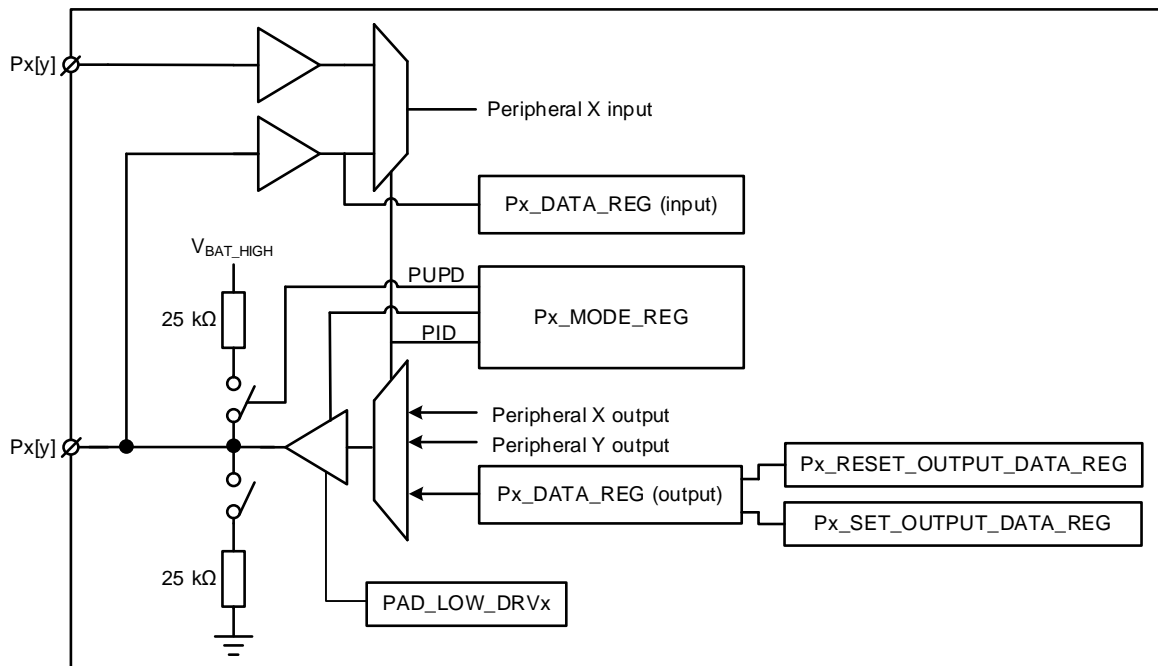 Px[y]
Peripheral X input
Px_DATA_REG (input)
VBAT_HIGH
PUPD
25 kΩ
Px_MODE_REG
PID
Peripheral X output
Px[y]
Peripheral Y output
Px_RESET_OUTPUT_DATA_REG
Px_DATA_REG (output)
Px_SET_OUTPUT_DATA_REG
25 kΩ
PAD_LOW_DRVx